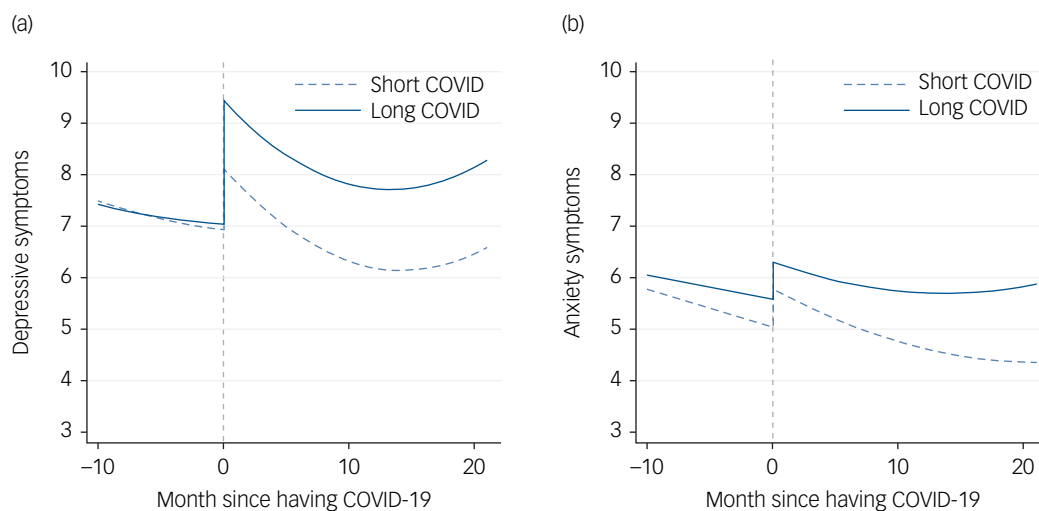 (a)
10
9
8
7
6
5
4
3
Depressive symptoms
Short COVID
Long COVID
−10
0
10
20
Month since having COVID-19
(b)
10
9
8
7
6
5
4
3
Anxiety symptoms
Short COVID
Long COVID
−10
0
10
20
Month since having COVID-19